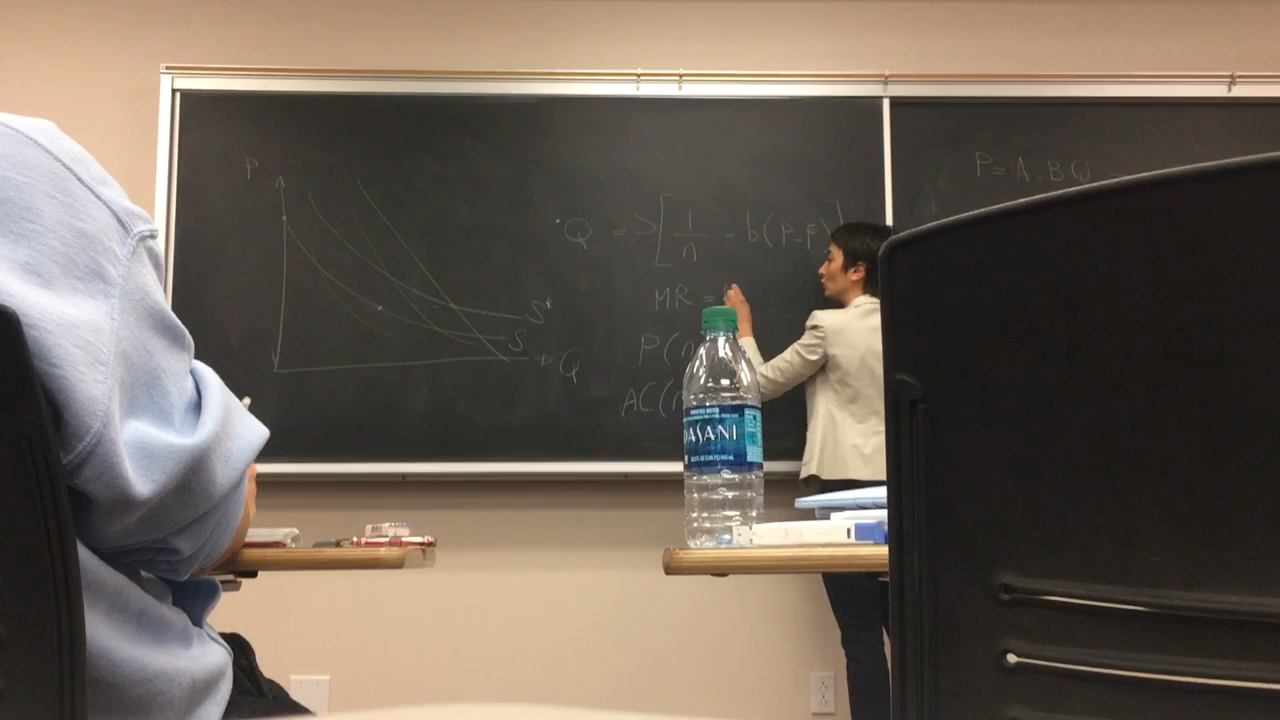 P
S*
S
Q
Q = S[1/n - b(P-P̄)]
MR =
P(n
AC(n
P = A - BQ
DASANI